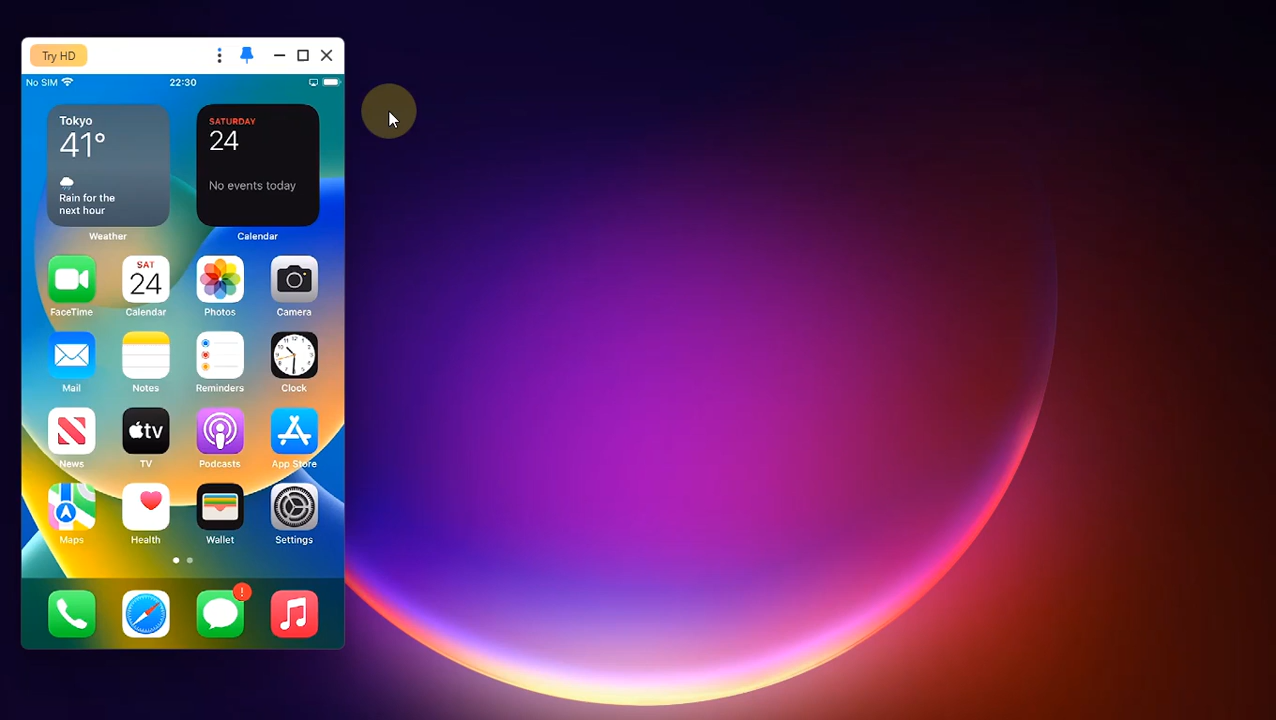 Try HD
No SIM
22:30
Tokyo
41°
Rain for the
next hour
Weather
SATURDAY
24
No events today
Calendar
FaceTime
SAT
24
Calendar
Photos
Camera
Mail
Notes
Reminders
Clock
News
tv
TV
Podcasts
App Store
Maps
Health
Wallet
Settings
!